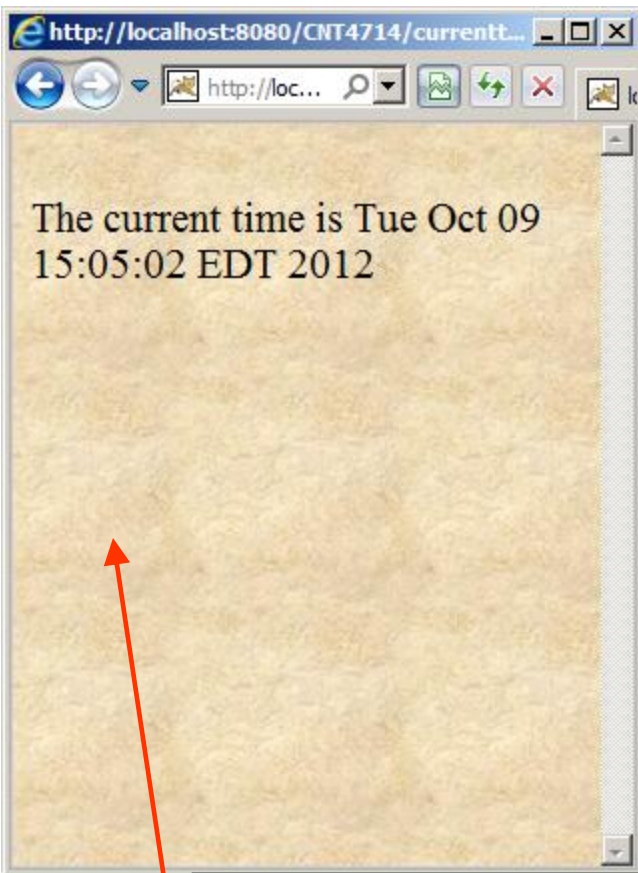 http://localhost:8080/CNT4714/currentt...
http://loc...
The current time is Tue Oct 09
15:05:02 EDT 2012